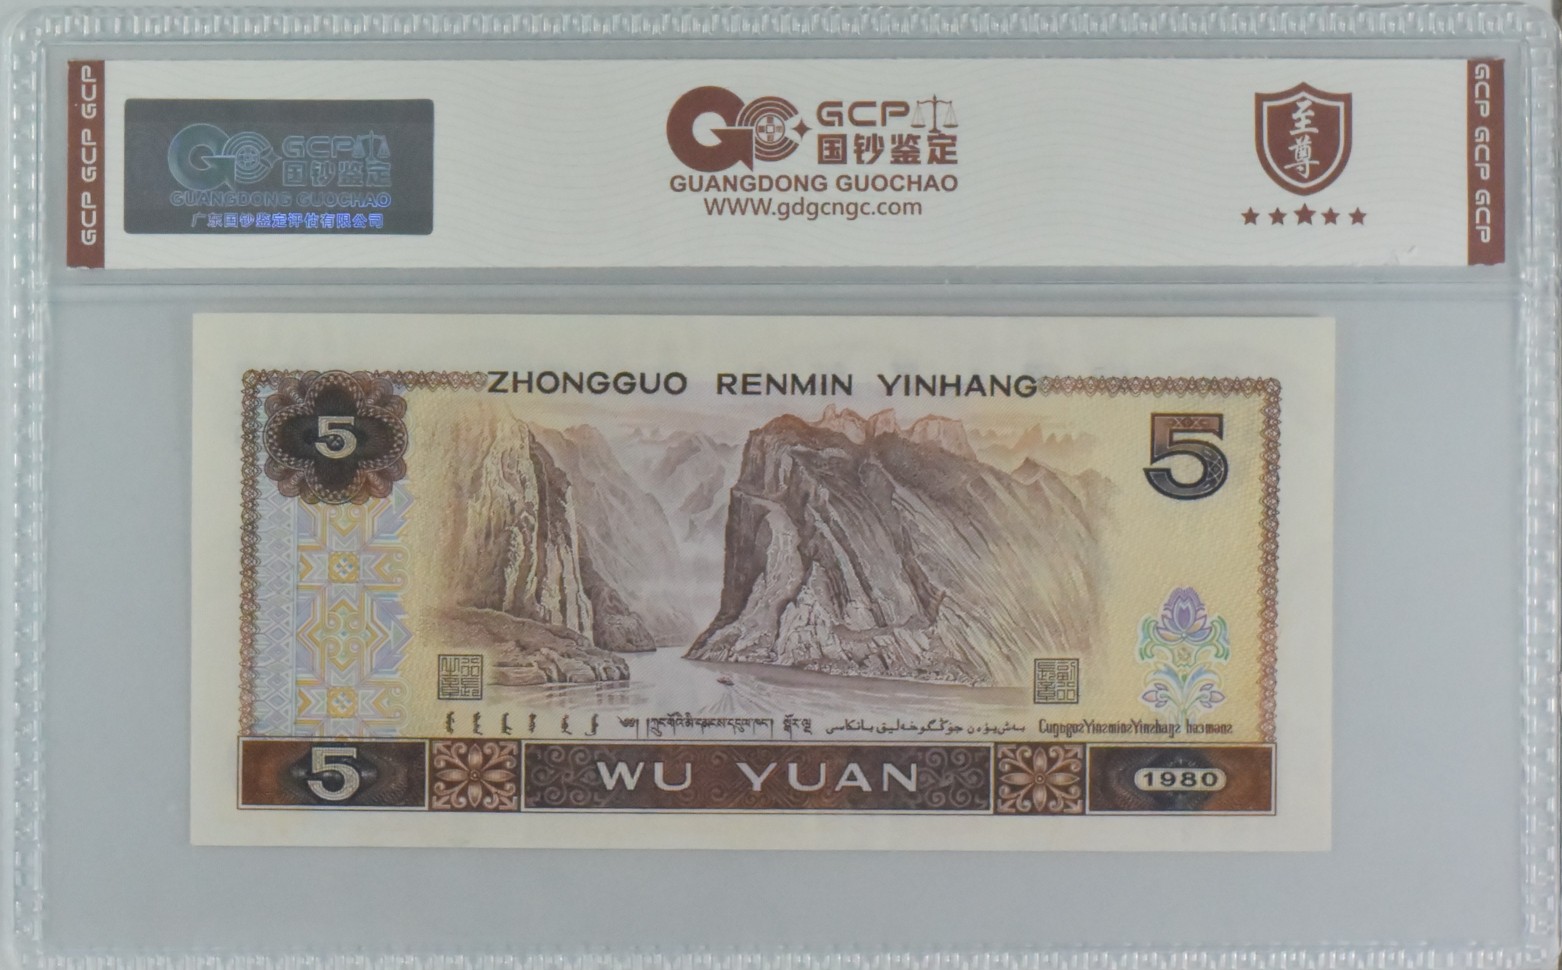 GCP GCP GCP
GCP
国钞鉴定
GUANGDONG GUOCHAO
广东国钞鉴定评估有限公司
GCP
国钞鉴定
GUANGDONG GUOCHAO
WWW.gdgcngc.com
至尊
GCP GCP GCP
ZHONGGUO RENMIN YINHANG
5
5
5 WU YUAN 1980